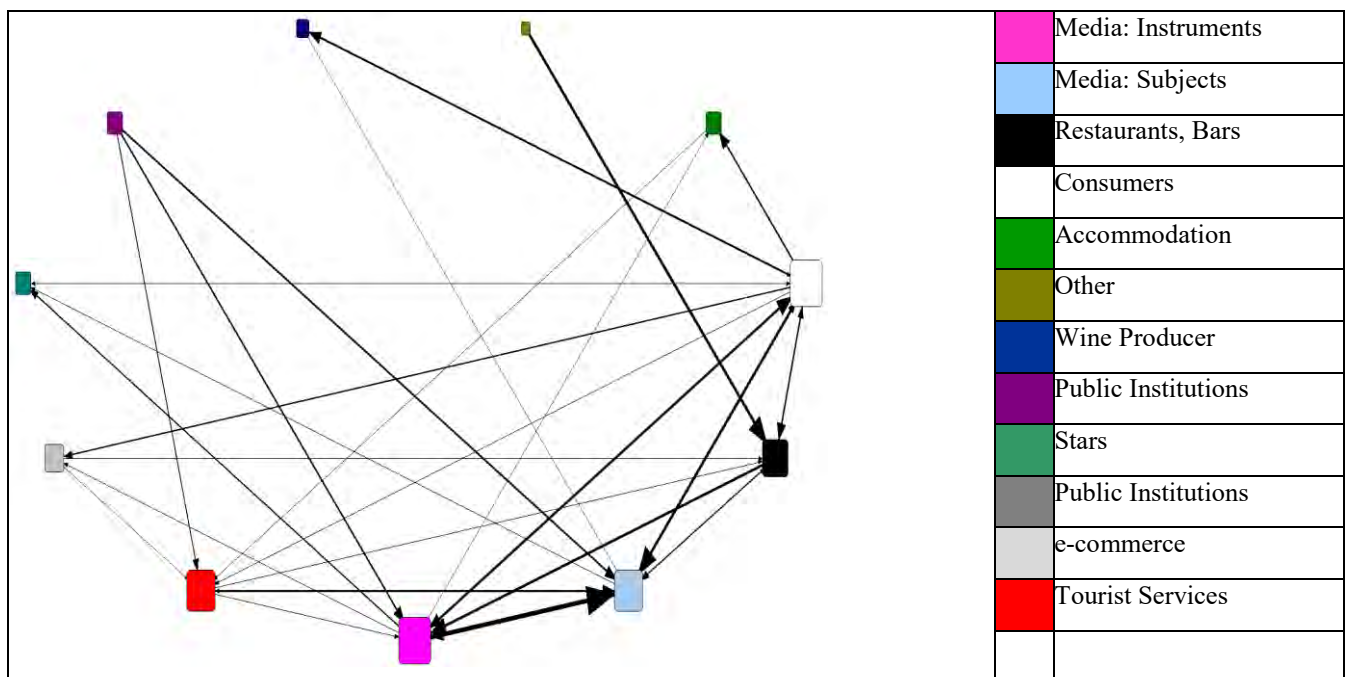 Media: Instruments
Media: Subjects
Restaurants, Bars
Consumers
Accommodation
Other
Wine Producer
Public Institutions
Stars
Public Institutions
e-commerce
Tourist Services